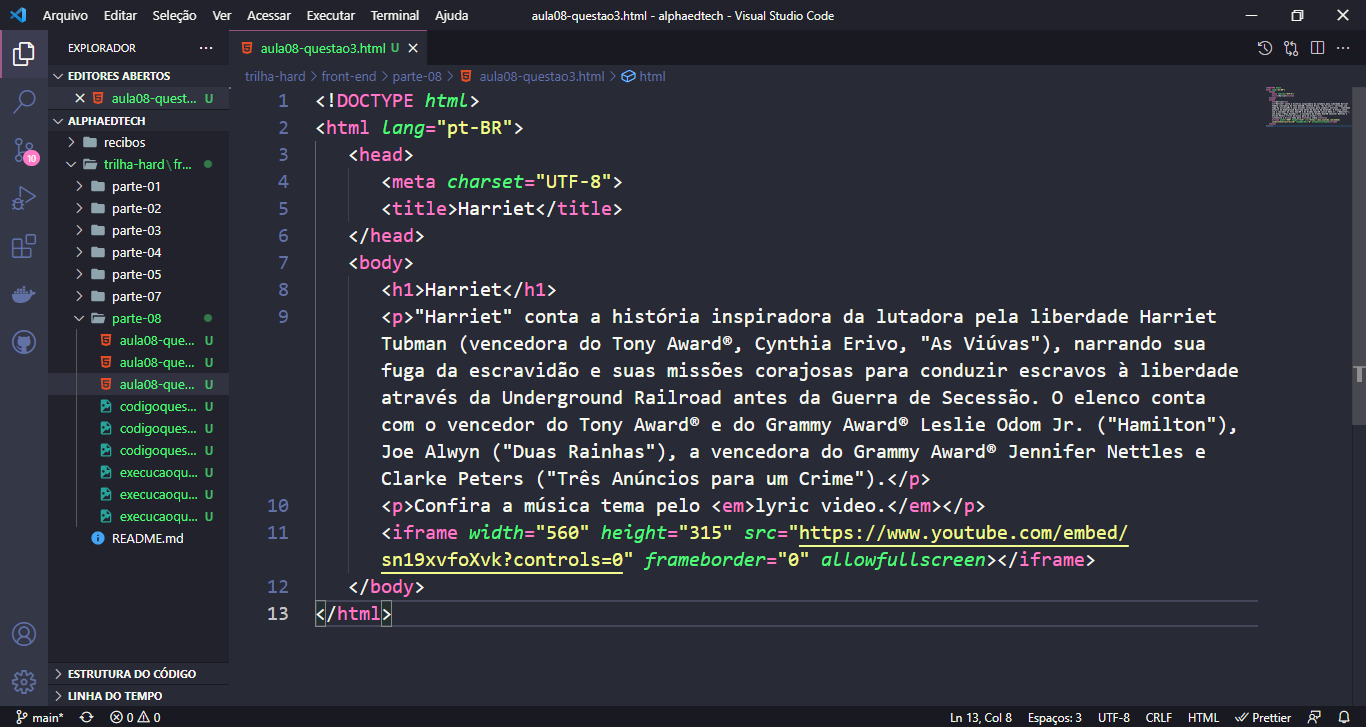 Arquivo Editar Seleção Ver Acessar Executar Terminal Ajuda
aula08-questao3.html - alphaedtech - Visual Studio Code
EXPLORADOR ···
EDITORES ABERTOS
aula08-quest... U
ALPHAEDTECH
recibos
trilha-hard\fr...
parte-01
parte-02
parte-03
parte-04
parte-05
parte-07
parte-08
aula08-que... U
aula08-que... U
aula08-que... U
codigoques... U
codigoques... U
codigoques... U
execucaoqu... U
execucaoqu... U
execucaoqu... U
README.md
ESTRUTURA DO CÓDIGO
LINHA DO TEMPO
10
aula08-questao3.html U
trilha-hard > front-end > parte-08 > aula08-questao3.html > html
1 <!DOCTYPE html>
2 <html lang="pt-BR">
3 <head>
4 <meta charset="UTF-8">
5 <title>Harriet</title>
6 </head>
7 <body>
8 <h1>Harriet</h1>
9 <p>"Harriet" conta a história inspiradora da lutadora pela liberdade Harriet
Tubman (vencedora do Tony Award®, Cynthia Erivo, "As Viúvas"), narrando sua
fuga da escravidão e suas missões corajosas para conduzir escravos à liberdade
através da Underground Railroad antes da Guerra de Secessão. O elenco conta
com o vencedor do Tony Award® e do Grammy Award® Leslie Odom Jr. ("Hamilton"),
Joe Alwyn ("Duas Rainhas"), a vencedora do Grammy Award® Jennifer Nettles e
Clarke Peters ("Três Anúncios para um Crime").</p>
10 <p>Confira a música tema pelo <em>lyric video.</em></p>
11 <iframe width="560" height="315" src="https://www.youtube.com/embed/
sn19xvfoXvk?controls=0" frameborder="0" allowfullscreen></iframe>
12 </body>
13 </html>
main* 0 0
Ln 13, Col 8 Espaços: 3 UTF-8 CRLF HTML Prettier